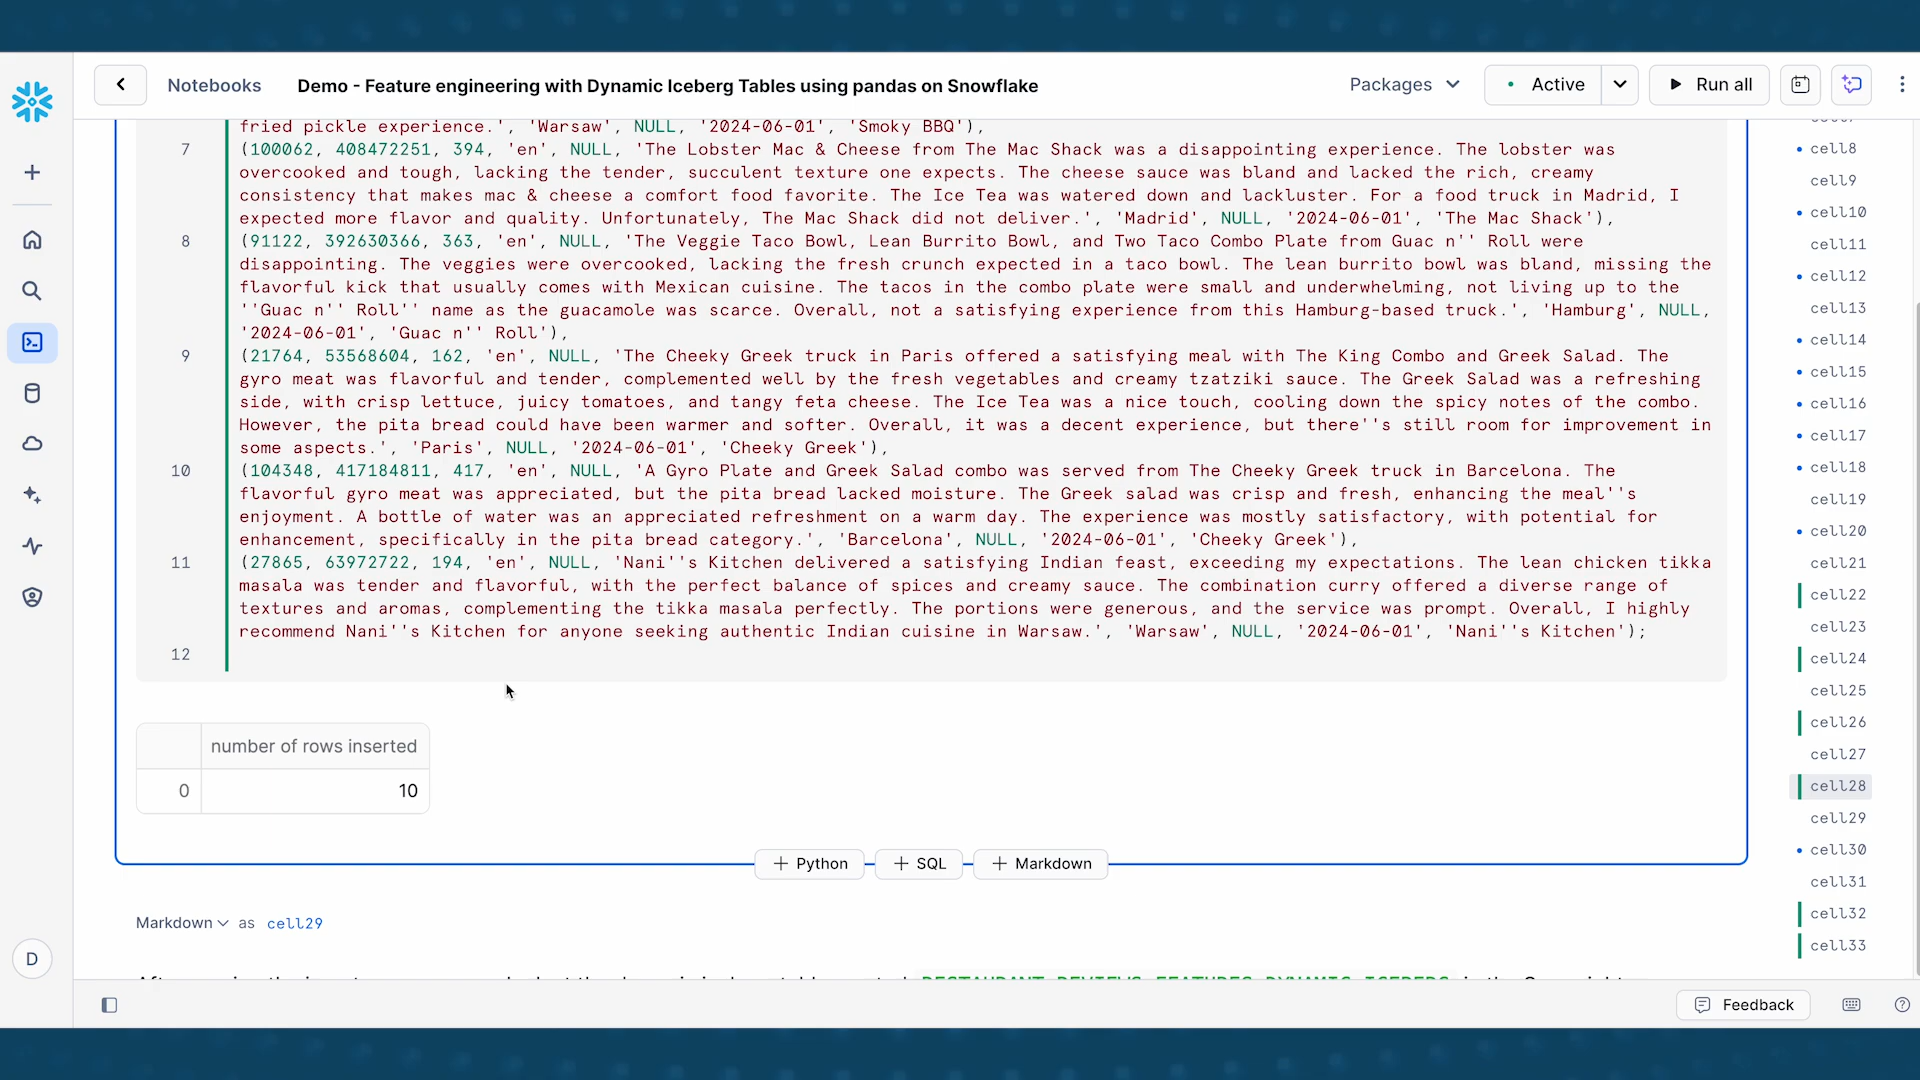 Notebooks
Demo - Feature engineering with Dynamic Iceberg Tables using pandas on Snowflake
Packages
Active
Run all
fried pickle experience.', 'Warsaw', NULL, '2024-06-01', 'Smoky BBQ'),
7 (100062, 408472251, 394, 'en', NULL, 'The Lobster Mac & Cheese from The Mac Shack was a disappointing experience. The lobster was
overcooked and tough, lacking the tender, succulent texture one expects. The cheese sauce was bland and lacked the rich, creamy
consistency that makes mac & cheese a comfort food favorite. The Ice Tea was watered down and lackluster. For a food truck in Madrid, I
expected more flavor and quality. Unfortunately, The Mac Shack did not deliver.', 'Madrid', NULL, '2024-06-01', 'The Mac Shack'),
8 (91122, 392630366, 363, 'en', NULL, 'The Veggie Taco Bowl, Lean Burrito Bowl, and Two Taco Combo Plate from Guac n'' Roll were
disappointing. The veggies were overcooked, lacking the fresh crunch expected in a taco bowl. The lean burrito bowl was bland, missing the
flavorful kick that usually comes with Mexican cuisine. The tacos in the combo plate were small and underwhelming, not living up to the
''Guac n'' Roll'' name as the guacamole was scarce. Overall, not a satisfying experience from this Hamburg-based truck.', 'Hamburg', NULL,
'2024-06-01', 'Guac n'' Roll'),
9 (21764, 53568604, 162, 'en', NULL, 'The Cheeky Greek truck in Paris offered a satisfying meal with The King Combo and Greek Salad. The
gyro meat was flavorful and tender, complemented well by the fresh vegetables and creamy tzatziki sauce. The Greek Salad was a refreshing
side, with crisp lettuce, juicy tomatoes, and tangy feta cheese. The Ice Tea was a nice touch, cooling down the spicy notes of the combo.
However, the pita bread could have been warmer and softer. Overall, it was a decent experience, but there''s still room for improvement in
some aspects.', 'Paris', NULL, '2024-06-01', 'Cheeky Greek'),
10 (104348, 417184811, 417, 'en', NULL, 'A Gyro Plate and Greek Salad combo was served from The Cheeky Greek truck in Barcelona. The
flavorful gyro meat was appreciated, but the pita bread lacked moisture. The Greek salad was crisp and fresh, enhancing the meal''s
enjoyment. A bottle of water was an appreciated refreshment on a warm day. The experience was mostly satisfactory, with potential for
enhancement, specifically in the pita bread category.', 'Barcelona', NULL, '2024-06-01', 'Cheeky Greek'),
11 (27865, 63972722, 194, 'en', NULL, 'Nani''s Kitchen delivered a satisfying Indian feast, exceeding my expectations. The lean chicken tikka
masala was tender and flavorful, with the perfect balance of spices and creamy sauce. The combination curry offered a diverse range of
textures and aromas, complementing the tikka masala perfectly. The portions were generous, and the service was prompt. Overall, I highly
recommend Nani''s Kitchen for anyone seeking authentic Indian cuisine in Warsaw.', 'Warsaw', NULL, '2024-06-01', 'Nani''s Kitchen');
12
number of rows inserted
0 10
+ Python
+ SQL
+ Markdown
Markdown as cell29
cell8
cell9
cell10
cell11
cell12
cell13
cell14
cell15
cell16
cell17
cell18
cell19
cell20
cell21
cell22
cell23
cell24
cell25
cell26
cell27
cell28
cell29
cell30
cell31
cell32
cell33
D
Feedback